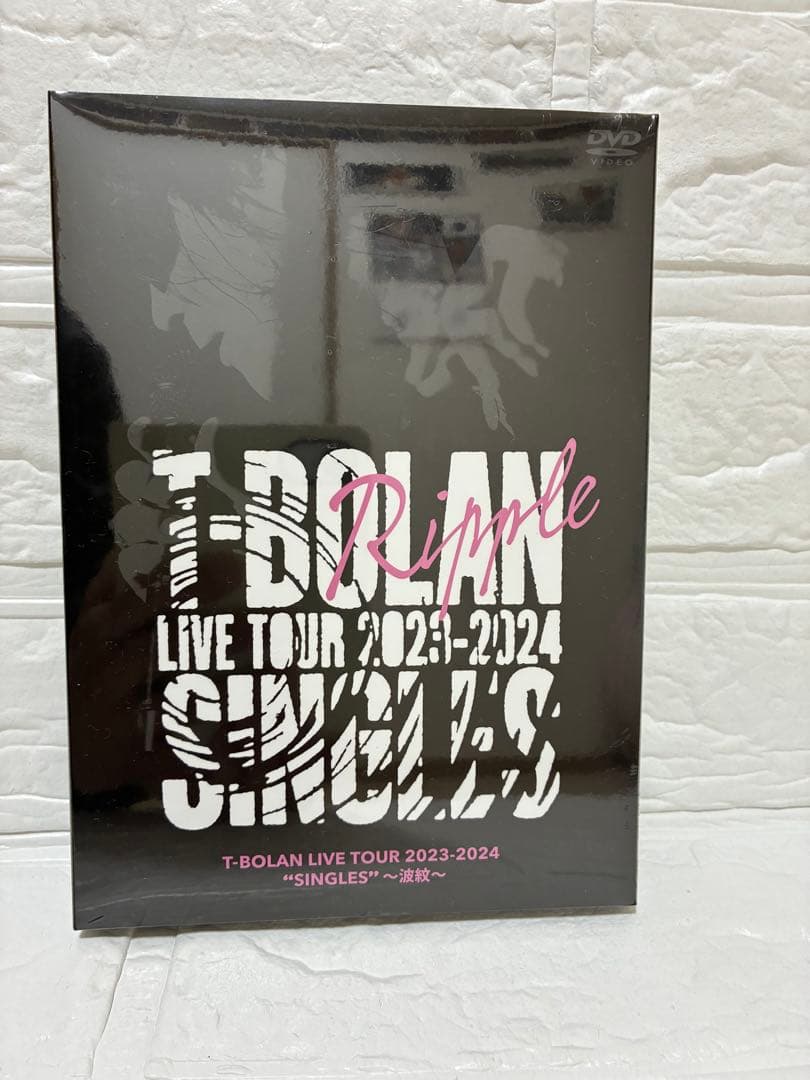 DVD
VIDEO
T-BOLAN
Ripple
LIVE TOUR 2023-2024
SINGLES
T-BOLAN LIVE TOUR 2023-2024
“SINGLES” ～波紋～